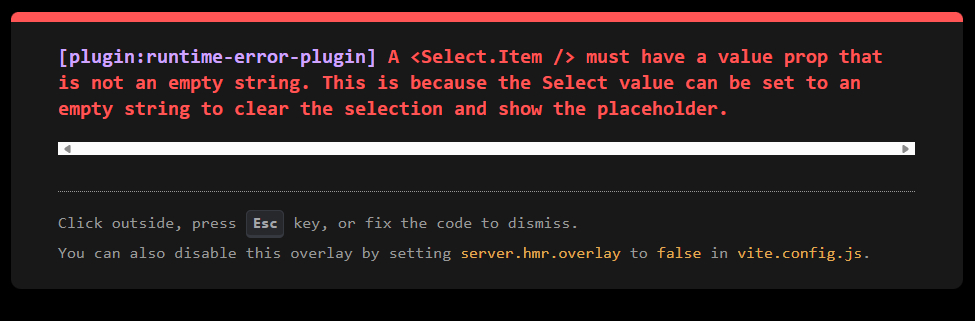 [plugin:runtime-error-plugin] A <Select.Item /> must have a value prop that
is not an empty string. This is because the Select value can be set to an
empty string to clear the selection and show the placeholder.
Click outside, press Esc key, or fix the code to dismiss.
You can also disable this overlay by setting server.hmr.overlay to false in vite.config.js.